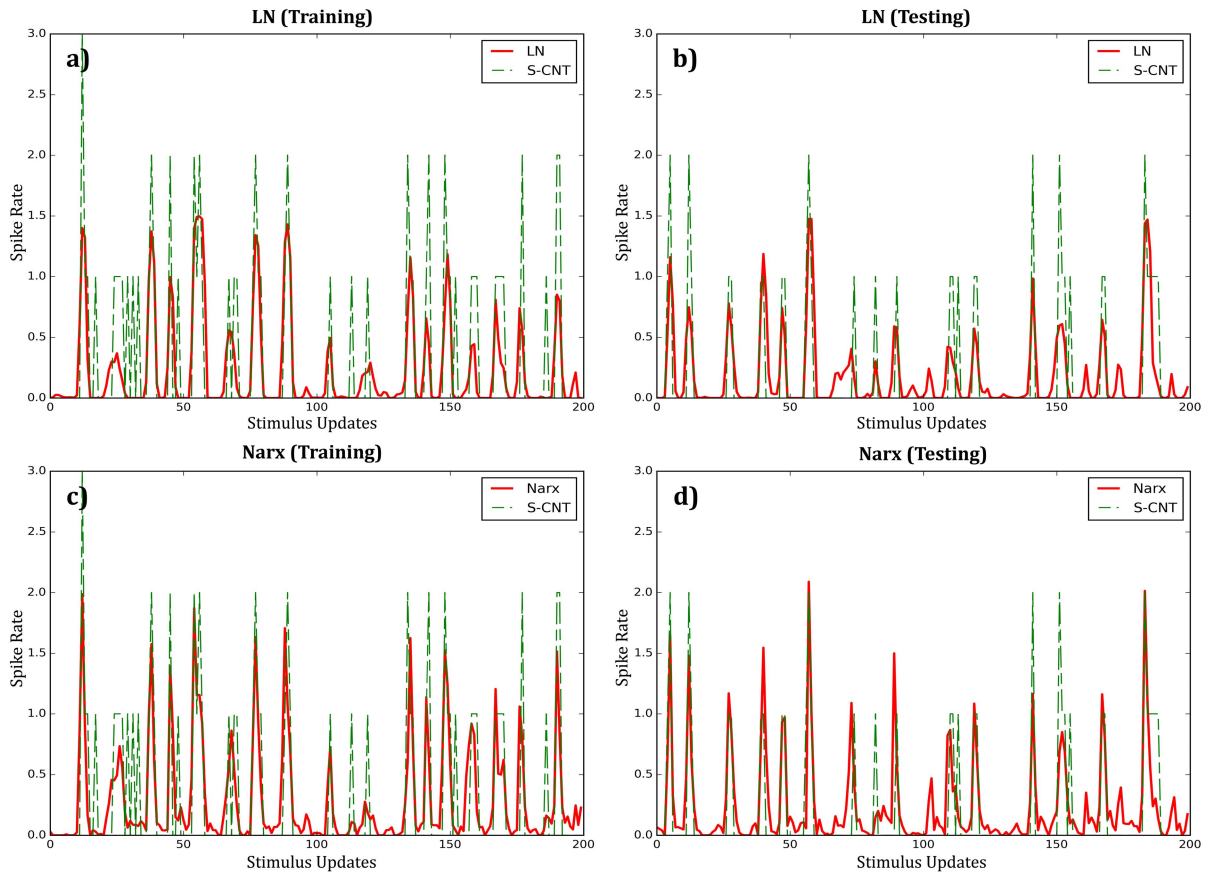 LN (Training)
a)
LN
S-CNT
3.0
2.5
2.0
1.5
1.0
0.5
0.0
Spike Rate
0 50 100 150 200
Stimulus Updates
LN (Testing)
b)
LN
S-CNT
3.0
2.5
2.0
1.5
1.0
0.5
0.0
Spike Rate
0 50 100 150 200
Stimulus Updates
Narx (Training)
c)
Narx
S-CNT
3.0
2.5
2.0
1.5
1.0
0.5
0.0
Spike Rate
0 50 100 150 200
Stimulus Updates
Narx (Testing)
d)
Narx
S-CNT
3.0
2.5
2.0
1.5
1.0
0.5
0.0
Spike Rate
0 50 100 150 200
Stimulus Updates